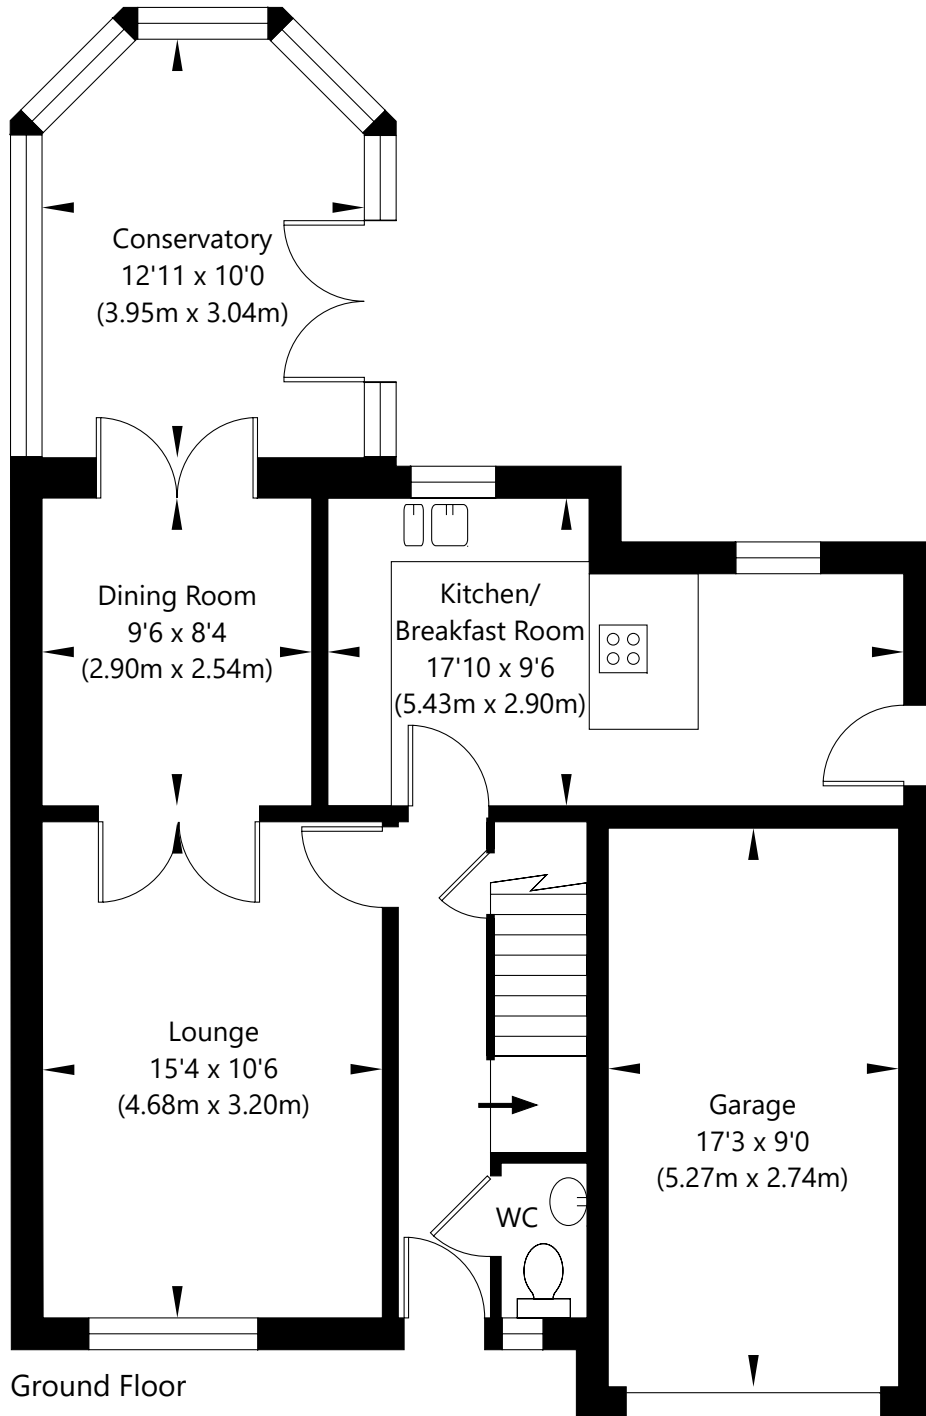 Conservatory
12'11 x 10'0
(3.95m x 3.04m)
Dining Room
9'6 x 8'4
(2.90m x 2.54m)
Kitchen/
Breakfast Room
17'10 x 9'6
(5.43m x 2.90m)
Lounge
15'4 x 10'6
(4.68m x 3.20m)
Garage
17'3 x 9'0
(5.27m x 2.74m)
WC
Ground Floor